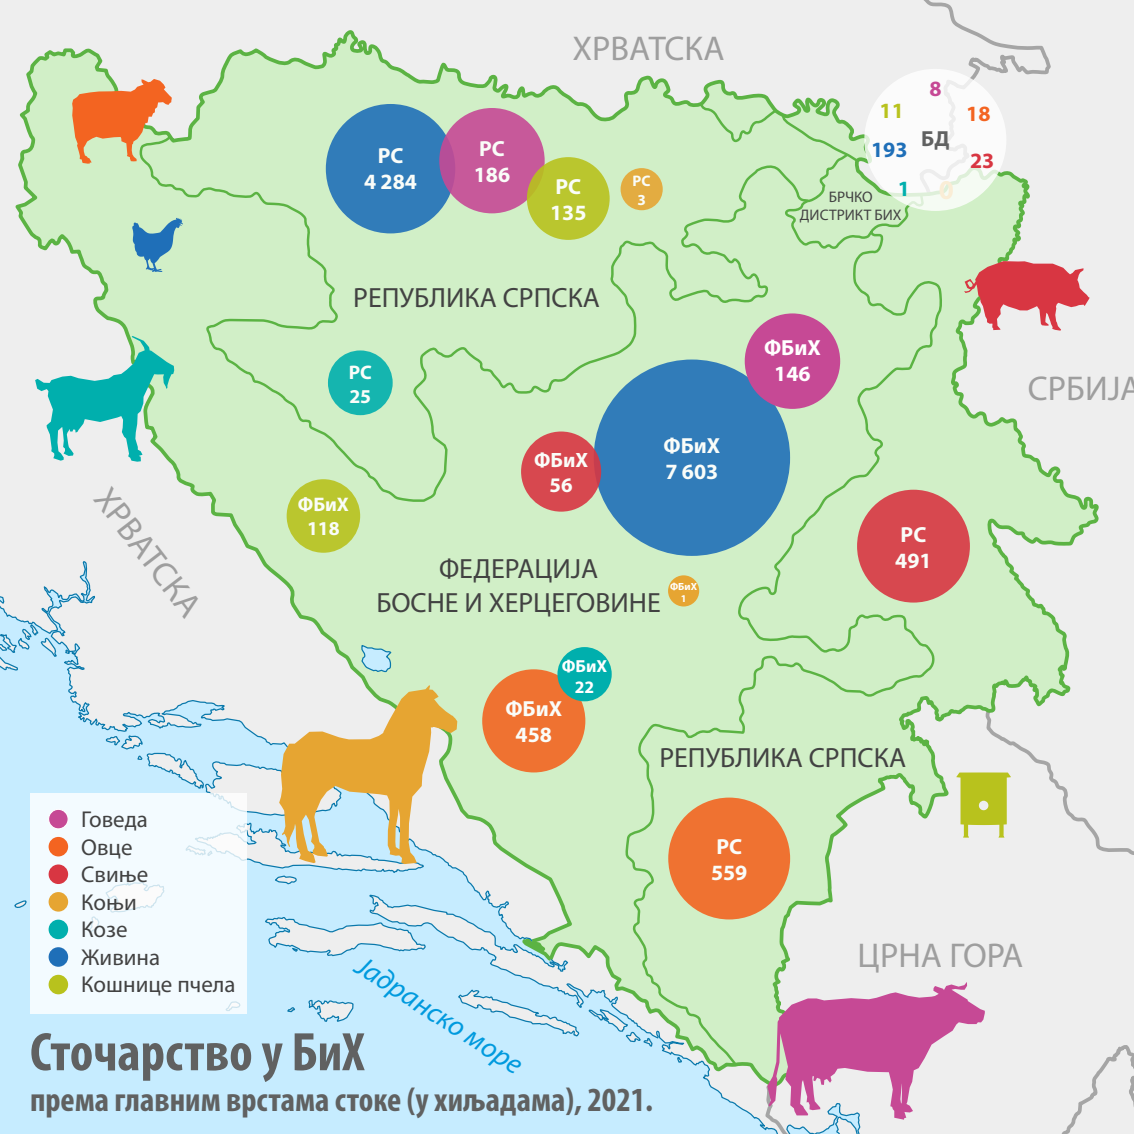 ХРВАТСКА
8
11
18
БД
193
23
1
0
БРЧКО
ДИСТРИКТ БИХ
РС
4 284
РС
186
РС
135
РС
3
РЕПУБЛИКА СРПСКА
СРБИЈА
ФБиХ
146
РС
25
ФБиХ
7 603
ФБиХ
56
ФБиХ
118
РС
491
ХРВАТСКА
ФЕДЕРАЦИЈА
БОСНЕ И ХЕРЦЕГОВИНЕ
ФБиХ
1
ФБиХ
22
ФБиХ
458
РЕПУБЛИКА СРПСКА
РС
559
Говеда
Овце
Свиње
Коњи
Козе
Живина
Кошнице пчела
ЦРНА ГОРА
Јадранско море
Сточарство у БиХ
према главним врстама стоке (у хиљадама), 2021.